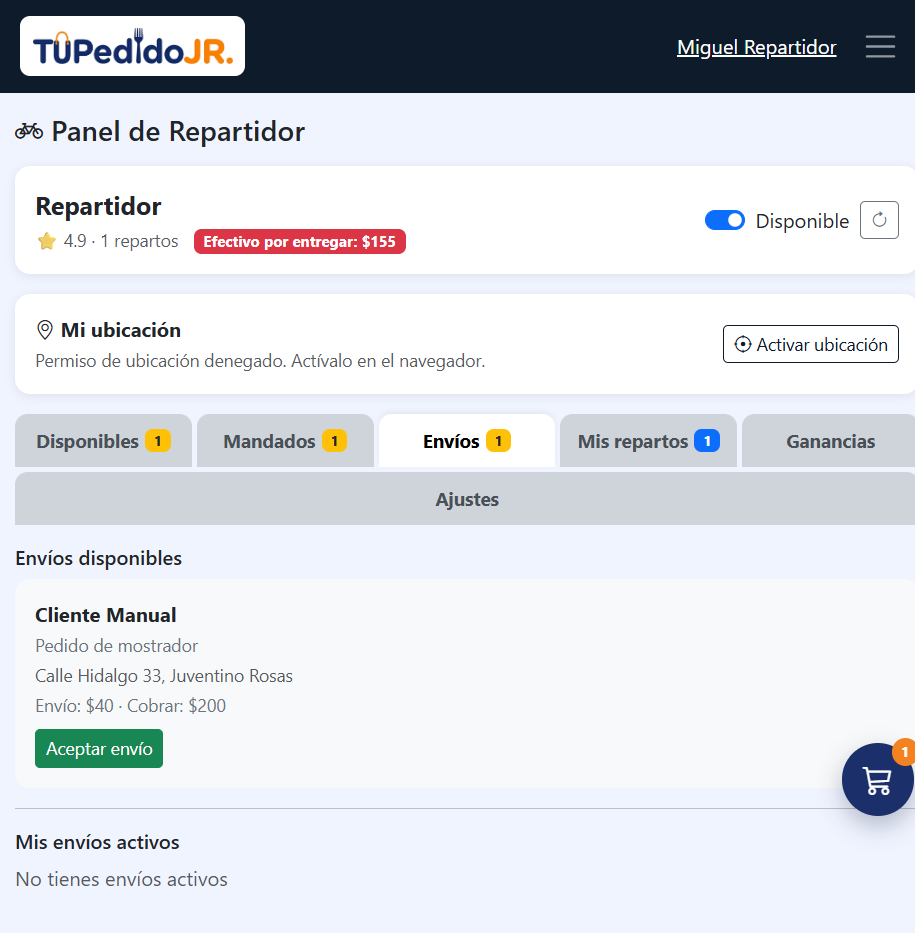 TUPedidoJR.
Miguel Repartidor
Panel de Repartidor
Repartidor
4.9 · 1 repartos
Efectivo por entregar: $155
Disponible
Mi ubicación
Permiso de ubicación denegado. Actívalo en el navegador.
Activar ubicación
Disponibles 1
Mandados 1
Envíos 1
Mis repartos 1
Ganancias
Ajustes
Envíos disponibles
Cliente Manual
Pedido de mostrador
Calle Hidalgo 33, Juventino Rosas
Envío: $40 · Cobrar: $200
Aceptar envío
1
Mis envíos activos
No tienes envíos activos